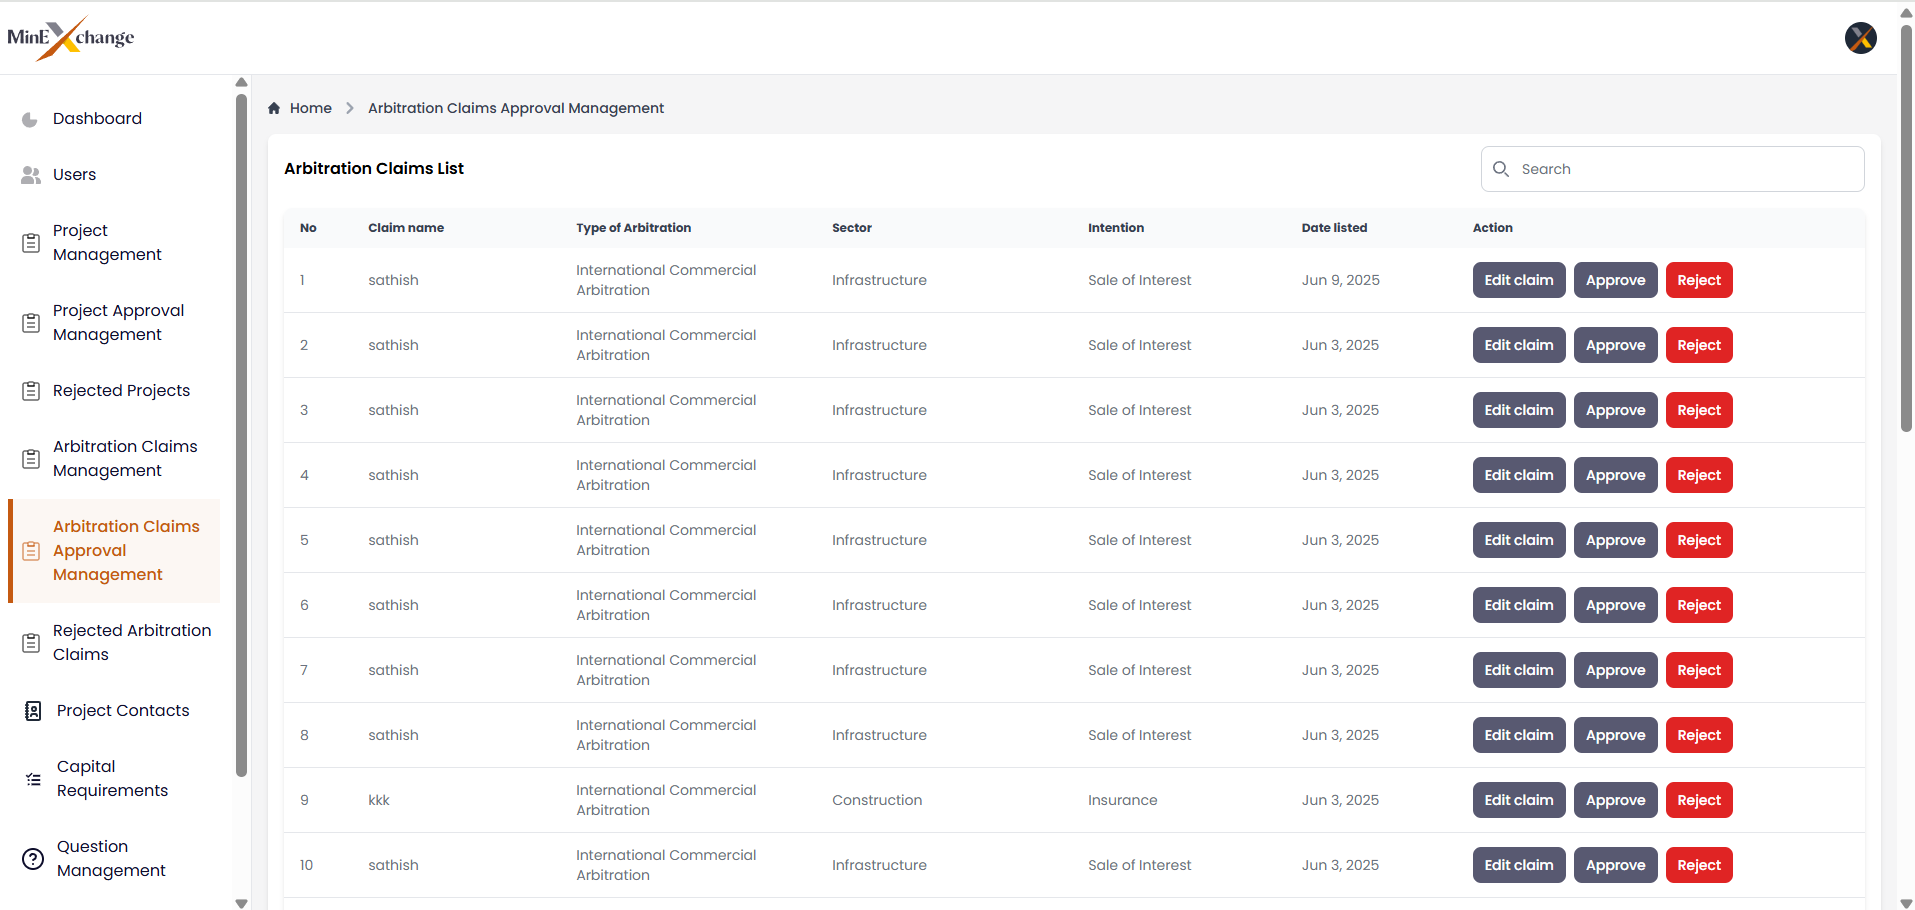 MinEXchange
Dashboard
Users
Project
Management
Project Approval
Management
Rejected Projects
Arbitration Claims
Management
Arbitration Claims
Approval
Management
Rejected Arbitration
Claims
Project Contacts
Capital
Requirements
Question
Management
Home > Arbitration Claims Approval Management
Arbitration Claims List
Search
No Claim name Type of Arbitration Sector Intention Date listed Action
1 sathish International Commercial
Arbitration Infrastructure Sale of Interest Jun 9, 2025 Edit claim Approve Reject
2 sathish International Commercial
Arbitration Infrastructure Sale of Interest Jun 3, 2025 Edit claim Approve Reject
3 sathish International Commercial
Arbitration Infrastructure Sale of Interest Jun 3, 2025 Edit claim Approve Reject
4 sathish International Commercial
Arbitration Infrastructure Sale of Interest Jun 3, 2025 Edit claim Approve Reject
5 sathish International Commercial
Arbitration Infrastructure Sale of Interest Jun 3, 2025 Edit claim Approve Reject
6 sathish International Commercial
Arbitration Infrastructure Sale of Interest Jun 3, 2025 Edit claim Approve Reject
7 sathish International Commercial
Arbitration Infrastructure Sale of Interest Jun 3, 2025 Edit claim Approve Reject
8 sathish International Commercial
Arbitration Infrastructure Sale of Interest Jun 3, 2025 Edit claim Approve Reject
9 kkk International Commercial
Arbitration Construction Insurance Jun 3, 2025 Edit claim Approve Reject
10 sathish International Commercial
Arbitration Infrastructure Sale of Interest Jun 3, 2025 Edit claim Approve Reject